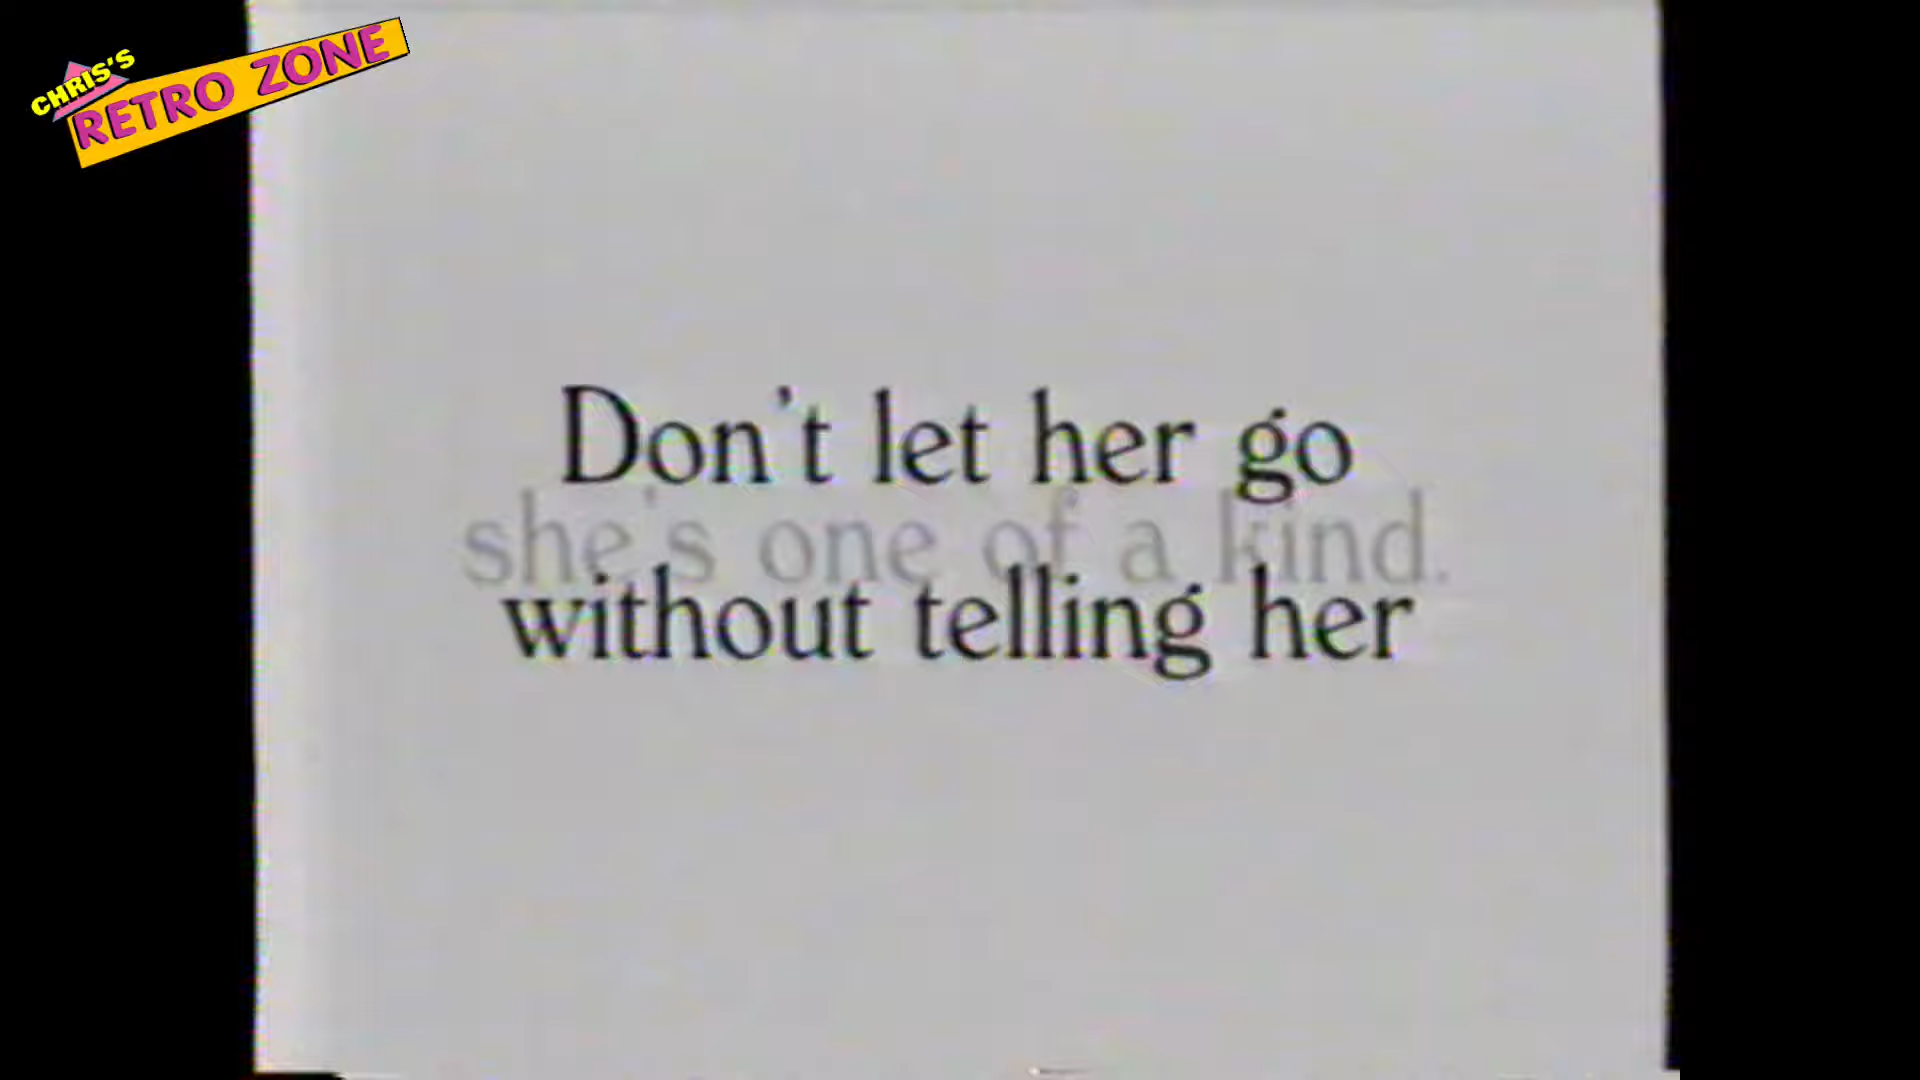 CHRIS'S
RETRO ZONE
Don't let her go
she's one of a kind.
without telling her